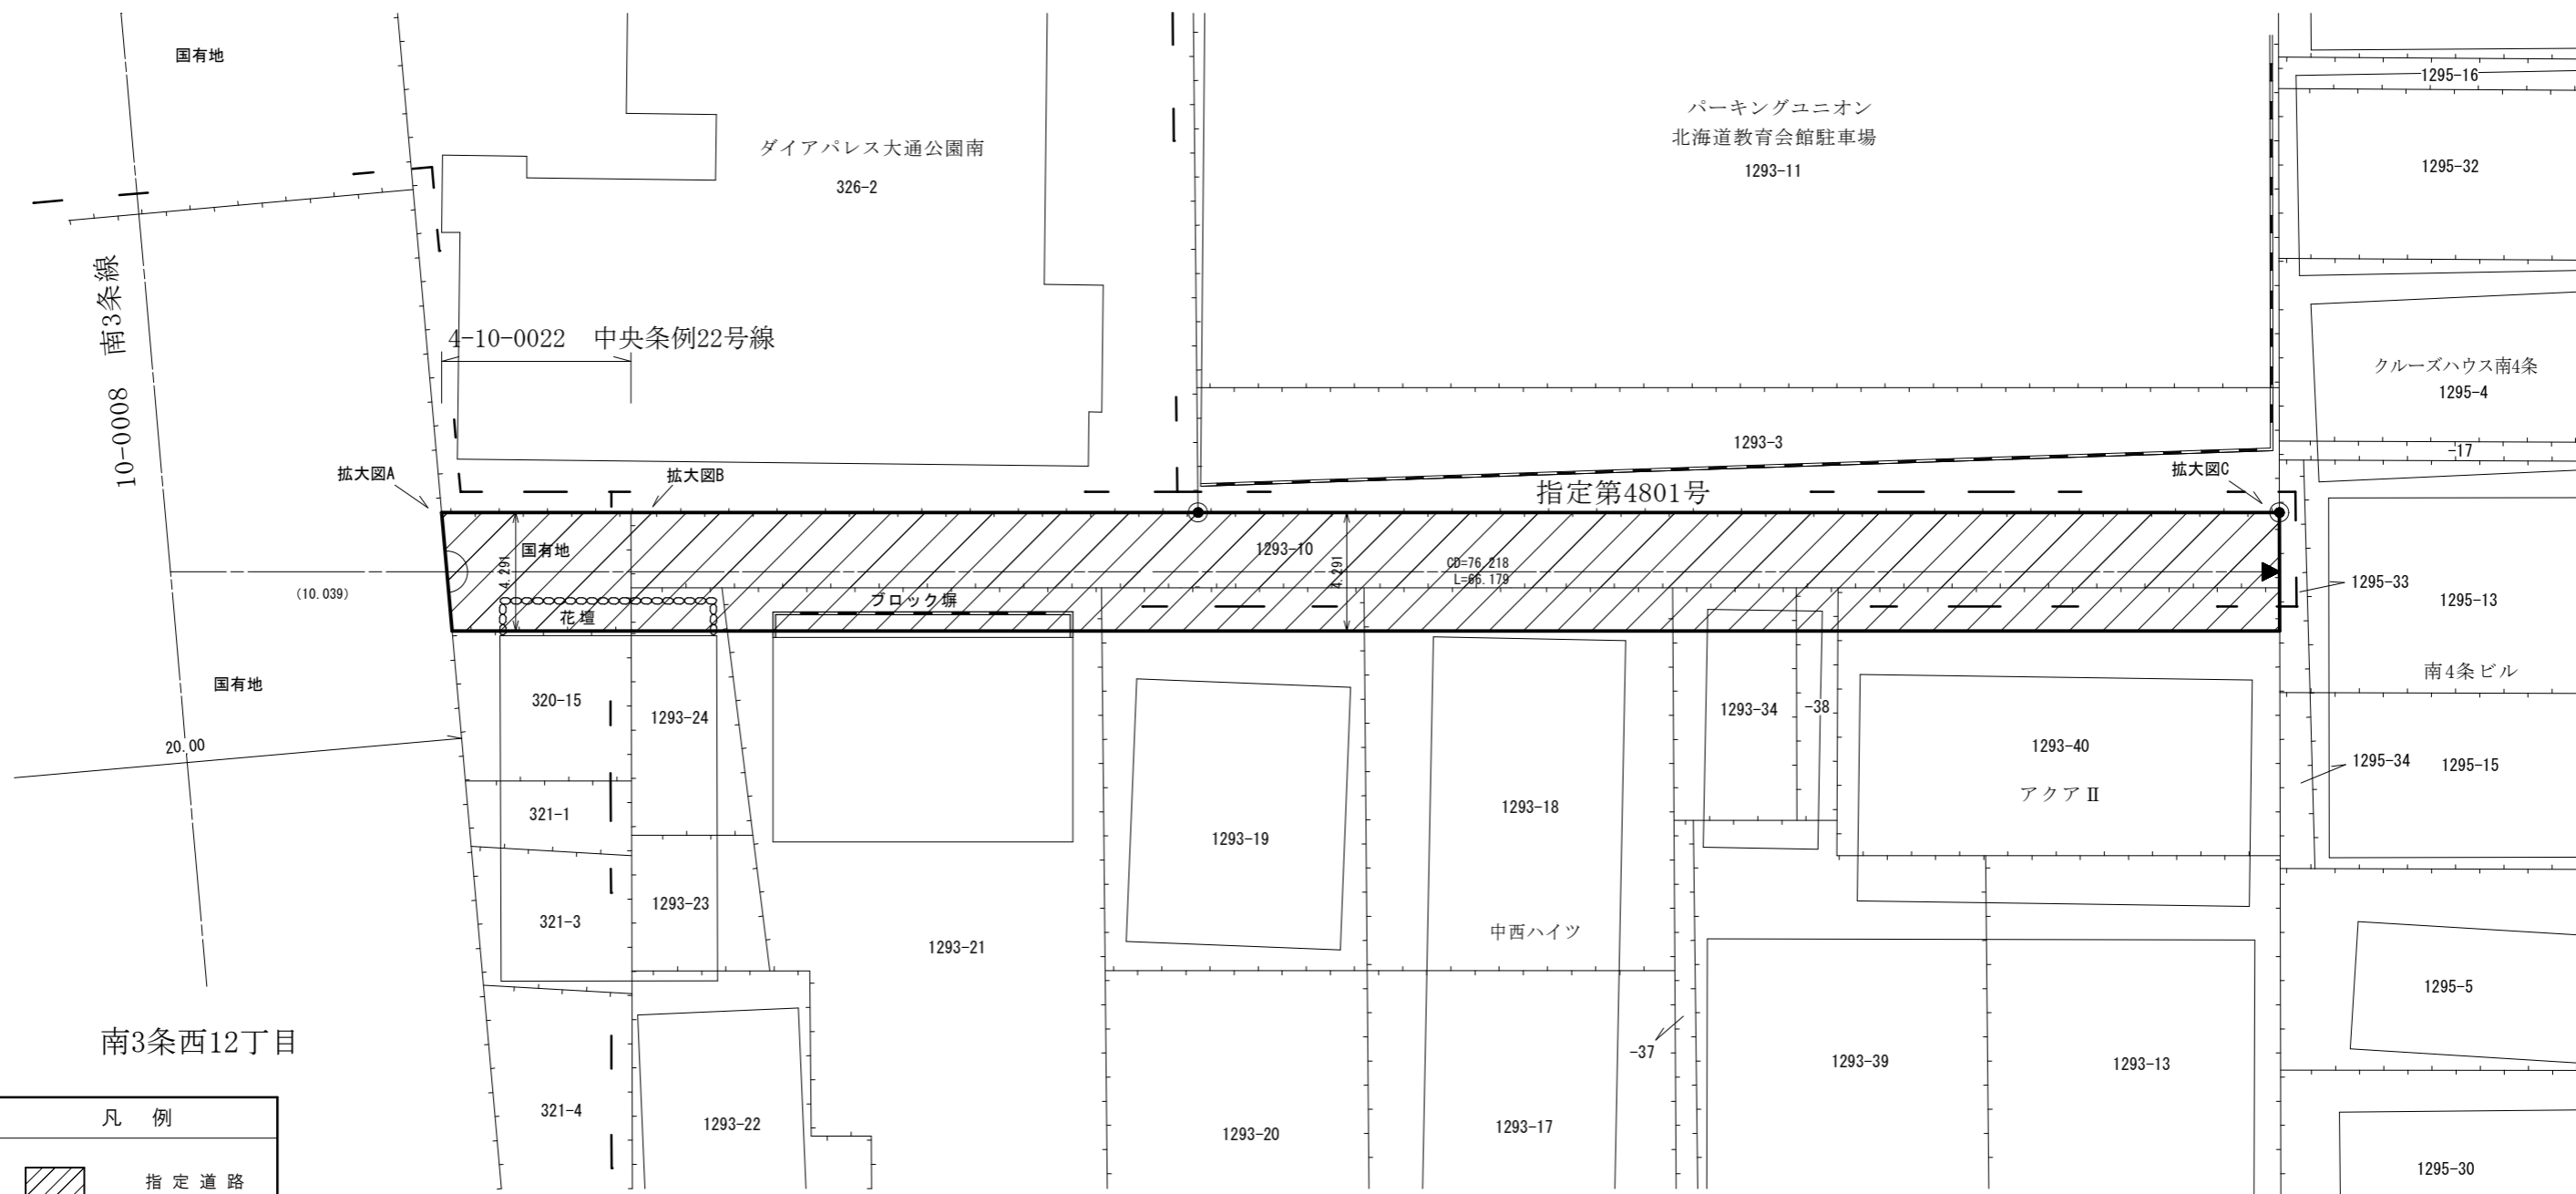 国有地
ダイアパレス大通公園南
326-2
パーキングユニオン
北海道教育会館駐車場
1293-11
1295-16
1295-32
10-0008 南3条線
4-10-0022 中央条例22号線
クルーズハウス南4条
1295-4
1293-3
-17
拡大図A
拡大図B
拡大図C
指定第4801号
国有地
4.291
1293-10
4.291
CD=76.218
L=66.179
(10.039)
花壇
ブロック塀
1295-33
1295-13
南4条ビル
国有地
20.00
320-15
1293-24
1293-34
-38
1293-40
アクアⅡ
1295-34
1295-15
321-1
1293-19
1293-18
321-3
1293-23
1293-21
中西ハイツ
1295-5
南3条西12丁目
-37
1293-39
1293-13
321-4
1293-22
1293-20
1293-17
1295-30
凡例
指定道路